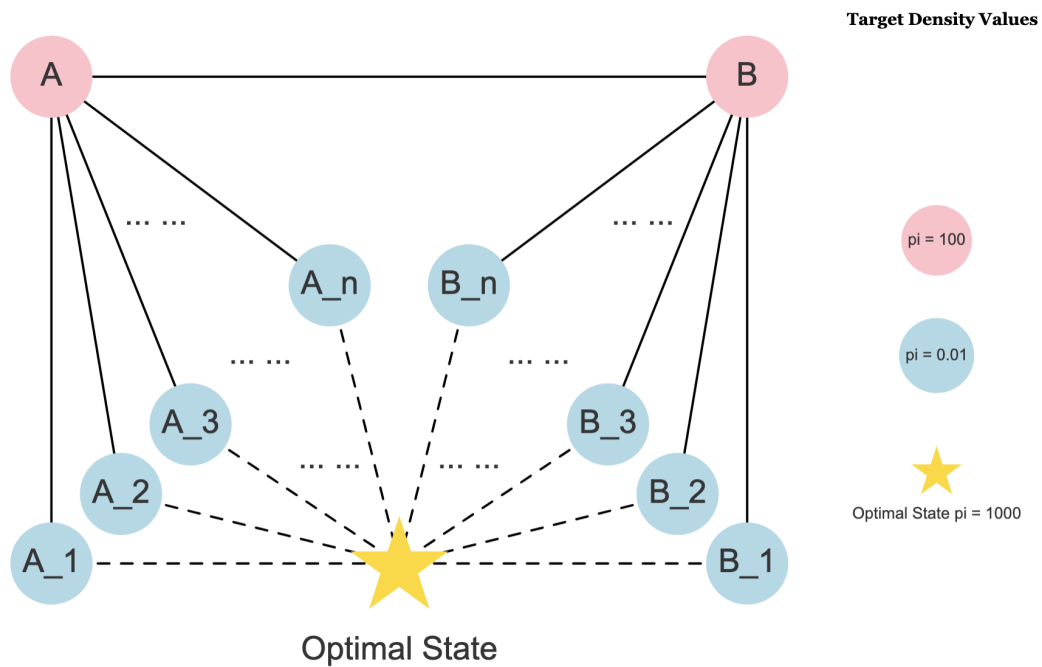 Target Density Values
A
B
... ...
... ...
pi = 100
A_n
B_n
... ...
... ...
pi = 0.01
A_3
B_3
... ...
... ...
A_2
B_2
Optimal State pi = 1000
A_1
B_1
Optimal State